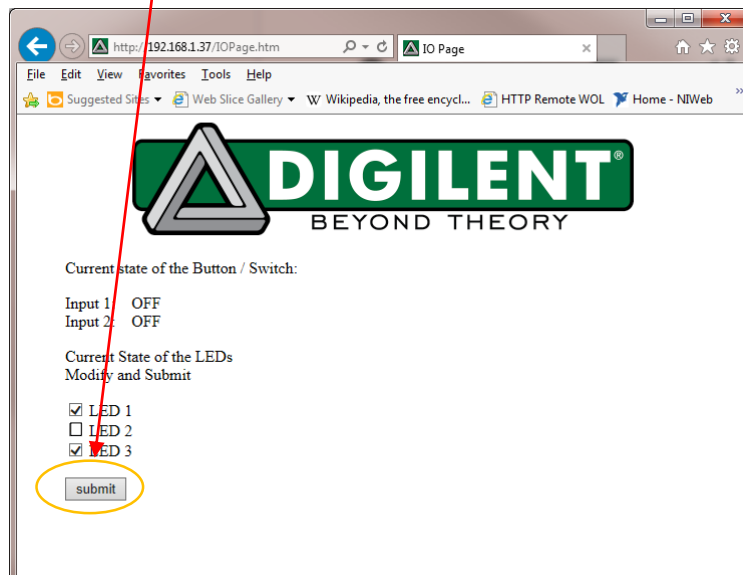 http://192.168.1.37/IOPage.htm
IO Page
File Edit View Favorites Tools Help
Suggested Sites Web Slice Gallery W Wikipedia, the free encycl... HTTP Remote WOL Home - NIWeb »
DIGILENT®
BEYOND THEORY
Current state of the Button / Switch:
Input 1: OFF
Input 2: OFF
Current State of the LEDs
Modify and Submit
LED 1
LED 2
LED 3
submit